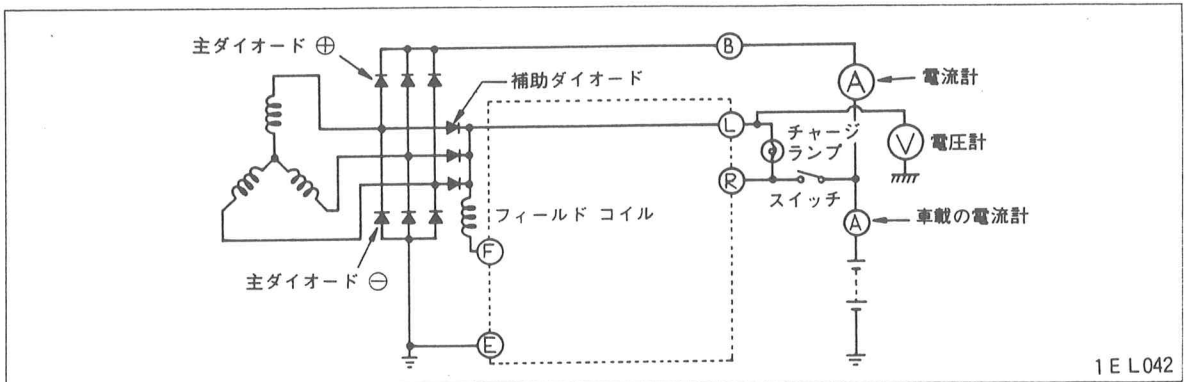 主ダイオード ⊕
B
A
電流計
補助ダイオード
L
チャージ
ランプ
V
電圧計
R
スイッチ
フィールド コイル
A
車載の電流計
F
主ダイオード ⊖
E
1EL042